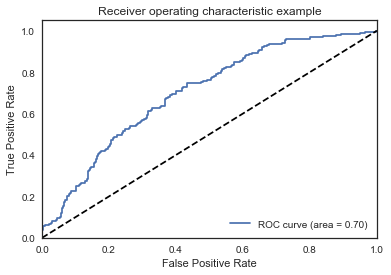 Receiver operating characteristic example
True Positive Rate
1.0
0.8
0.6
0.4
0.2
0.0
ROC curve (area = 0.70)
0.0 0.2 0.4 0.6 0.8 1.0
False Positive Rate